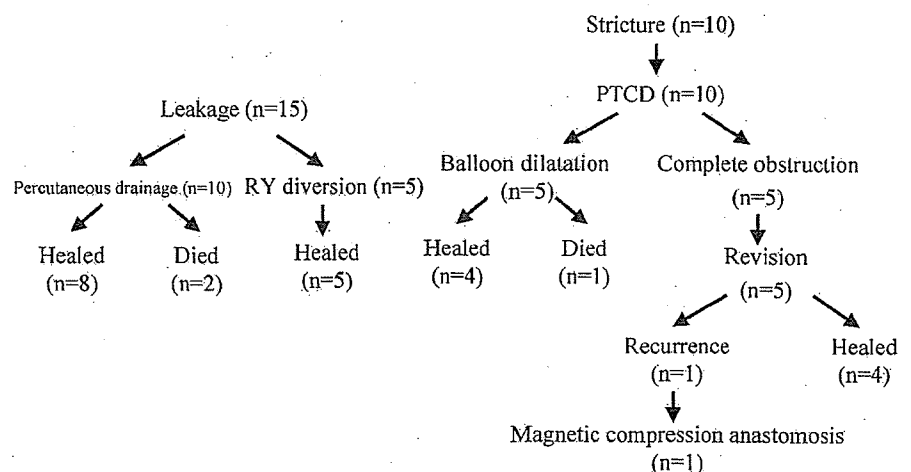 Stricture (n=10)
PTCD (n=10)
Leakage (n=15)
Balloon dilatation
(n=5)
Complete obstruction
(n=5)
Percutaneous drainage (n=10)
RY diversion (n=5)
Healed
(n=8)
Died
(n=2)
Healed
(n=5)
Healed
(n=4)
Died
(n=1)
Revision
(n=5)
Recurrence
(n=1)
Healed
(n=4)
Magnetic compression anastomosis
(n=1)